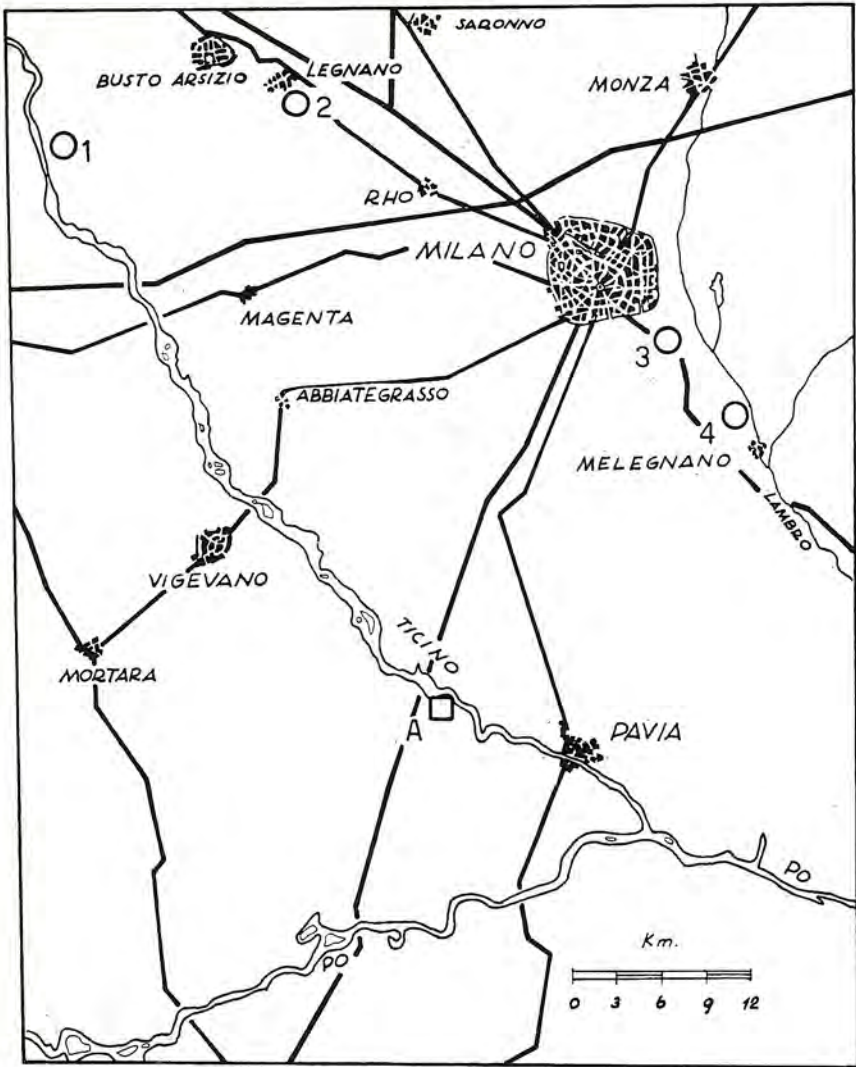 SARONNO
LEGNANO
BUSTO ARSIZIO
MONZA
2
1
RHO
MILANO
MAGENTA
3
ABBIATEGRASSO
4
MELEGNANO
LAMBRO
VIGEVANO
TICINO
MORTARA
A
PAVIA
PO
Km.
PO
0 3 6 9 12